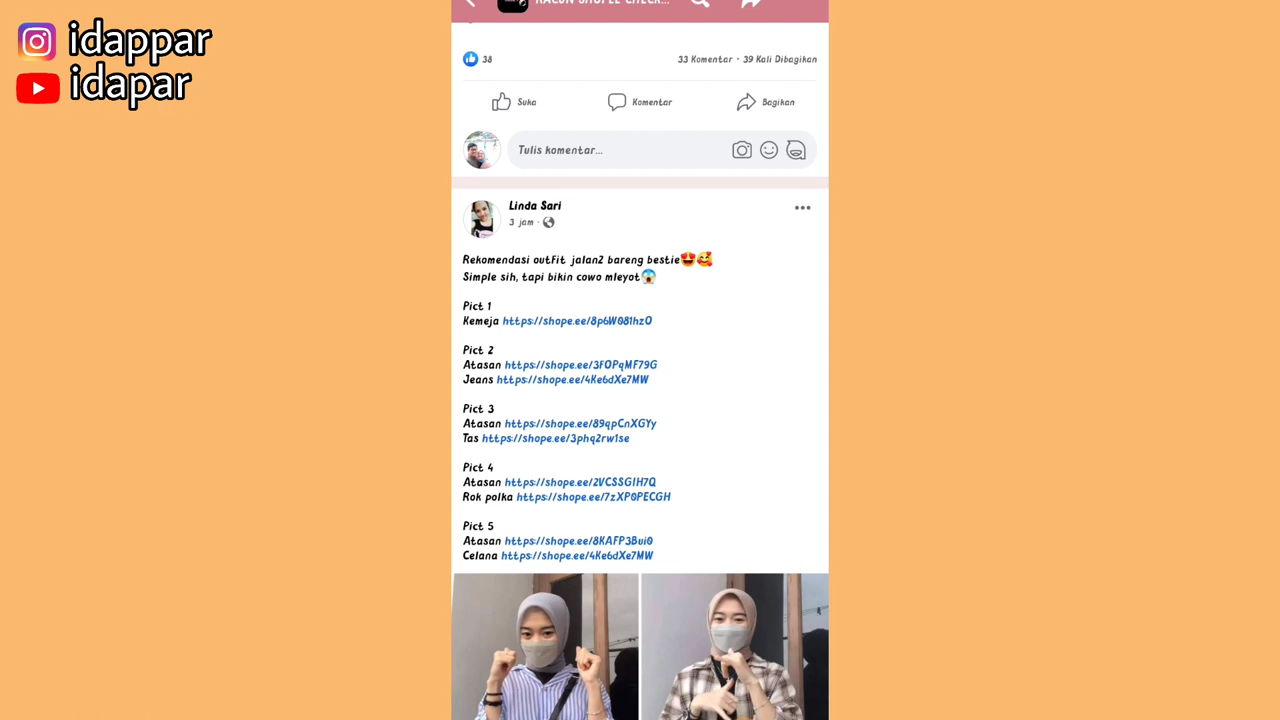 idappar
idapar
RACUN SHOPEE CHECK...
38
33 Komentar • 39 Kali Dibagikan
Suka
Komentar
Bagikan
Tulis komentar...
Linda Sari
3 jam ·
Rekomendasi outfit jalan2 bareng bestie😍🥰
Simple sih, tapi bikin cowo mleyot😱
Pict 1
Kemeja https://shope.ee/8p6W081hzO
Pict 2
Atasan https://shope.ee/3fOPqMF79G
Jeans https://shope.ee/4Ke6dXe7MW
Pict 3
Atasan https://shope.ee/89qpCnXGYy
Tas https://shope.ee/3phq2rw1se
Pict 4
Atasan https://shope.ee/2VCSSGIH7Q
Rok polka https://shope.ee/7zXP0PECGH
Pict 5
Atasan https://shope.ee/8KAFP3Bui0
Celana https://shope.ee/4Ke6dXe7MW